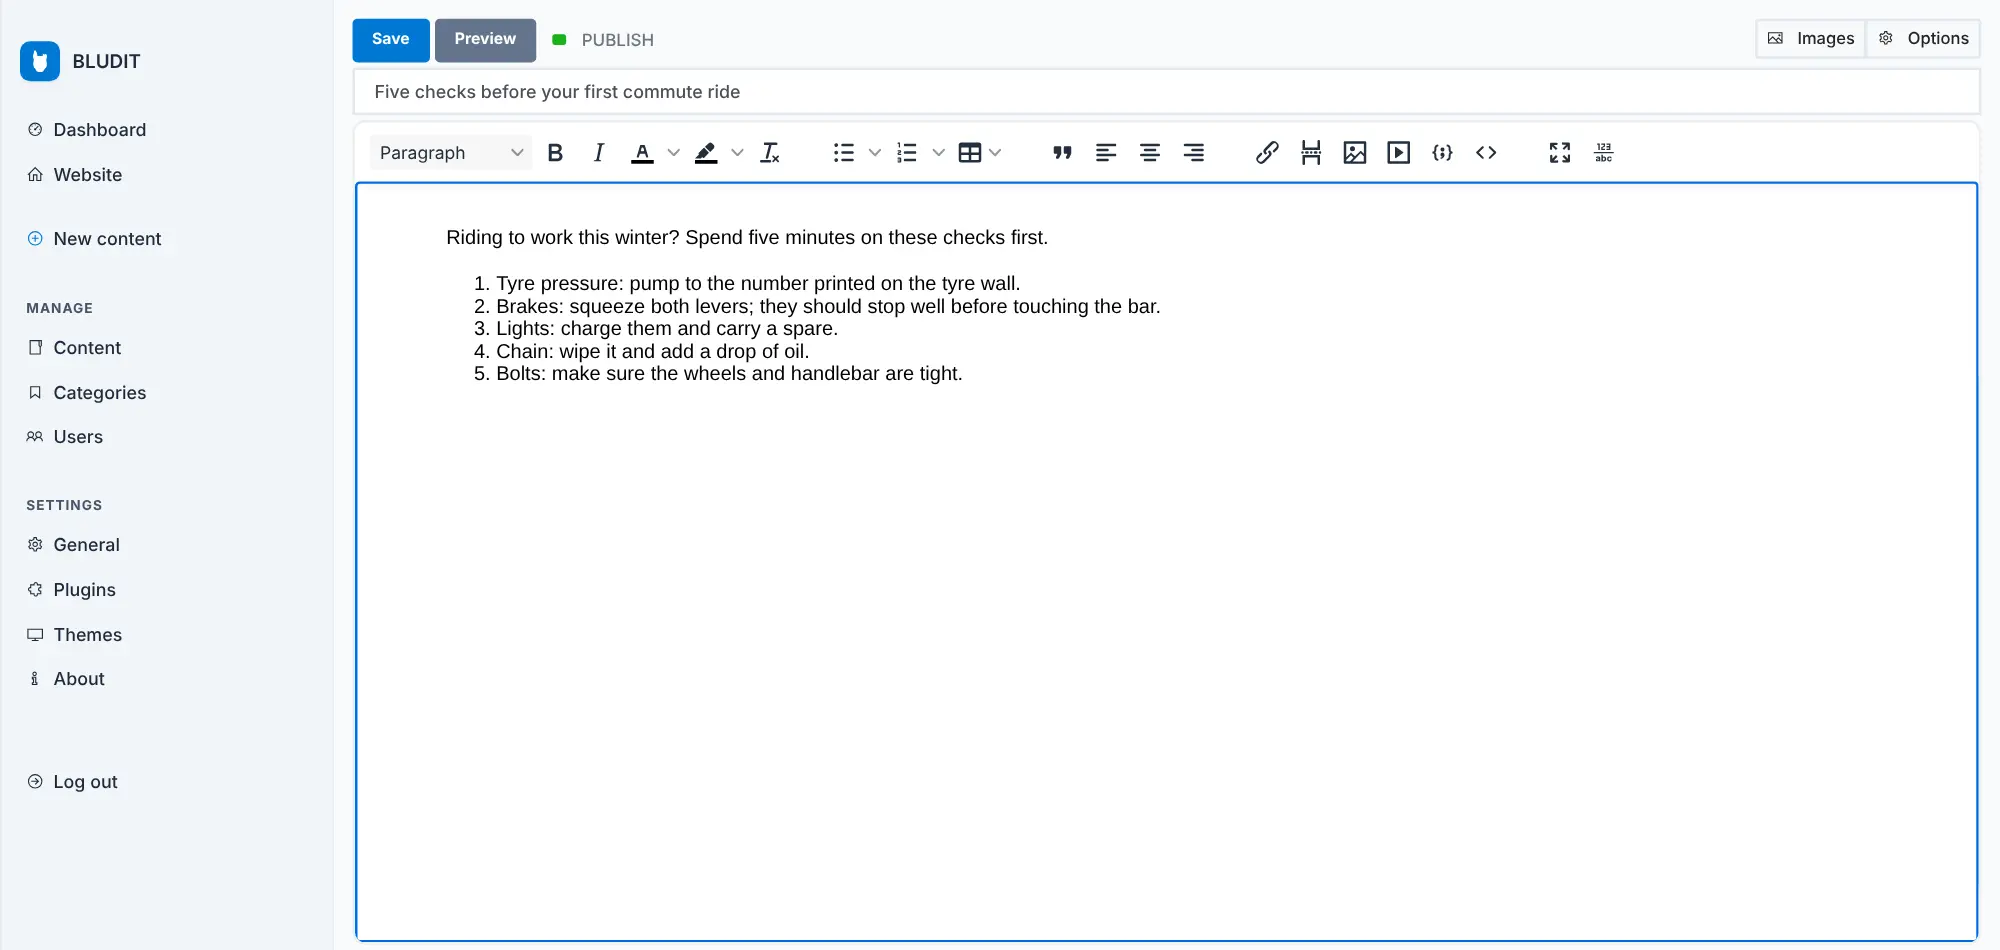 BLUDIT
Dashboard
Website
New content
MANAGE
Content
Categories
Users
SETTINGS
General
Plugins
Themes
About
Log out
Save
Preview
PUBLISH
Images
Options
Five checks before your first commute ride
Paragraph
Riding to work this winter? Spend five minutes on these checks first.
1. Tyre pressure: pump to the number printed on the tyre wall.
2. Brakes: squeeze both levers; they should stop well before touching the bar.
3. Lights: charge them and carry a spare.
4. Chain: wipe it and add a drop of oil.
5. Bolts: make sure the wheels and handlebar are tight.